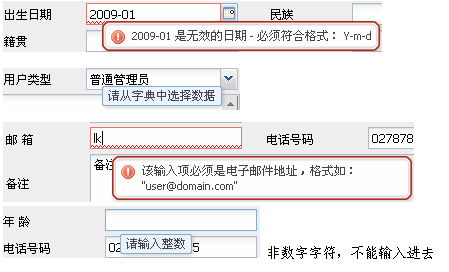 出生日期 2009-01 民族
2009-01 是无效的日期 - 必须符合格式： Y-m-d
籍贯
用户类型 普通管理员
请从字典中选择数据
邮 箱 lk 电话号码 027878
备注
该输入项必须是电子邮件地址，格式如：
"user@domain.com"
备注
年 龄
请输入整数
电话号码 02 5
非数字字符，不能输入进去